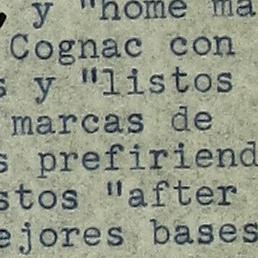 y "home ma
Cognac con
s y "listos
marcas de
s prefiriend
stos "after
ejores bases